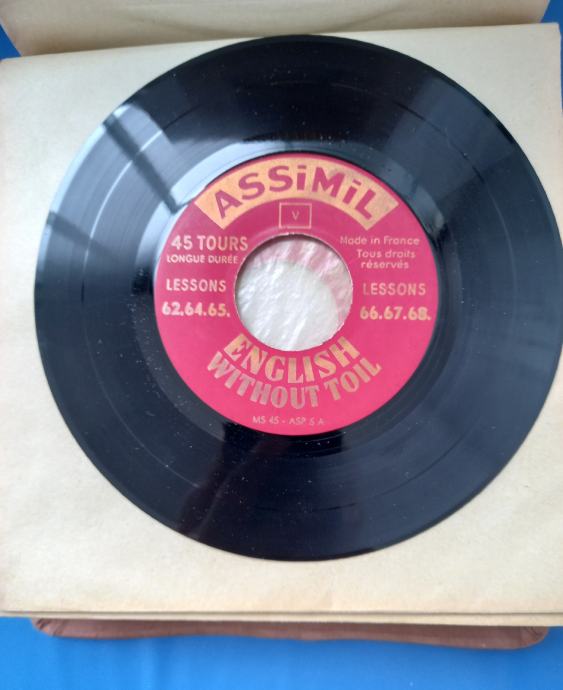 ASSiMiL
V
45 TOURS
LONGUE DURÉE
Made in France
Tous droits
réservés
LESSONS
62.64.65.
LESSONS
66.67.68.
ENGLISH
WITHOUT TOIL
MS 45 - ASP 5 A